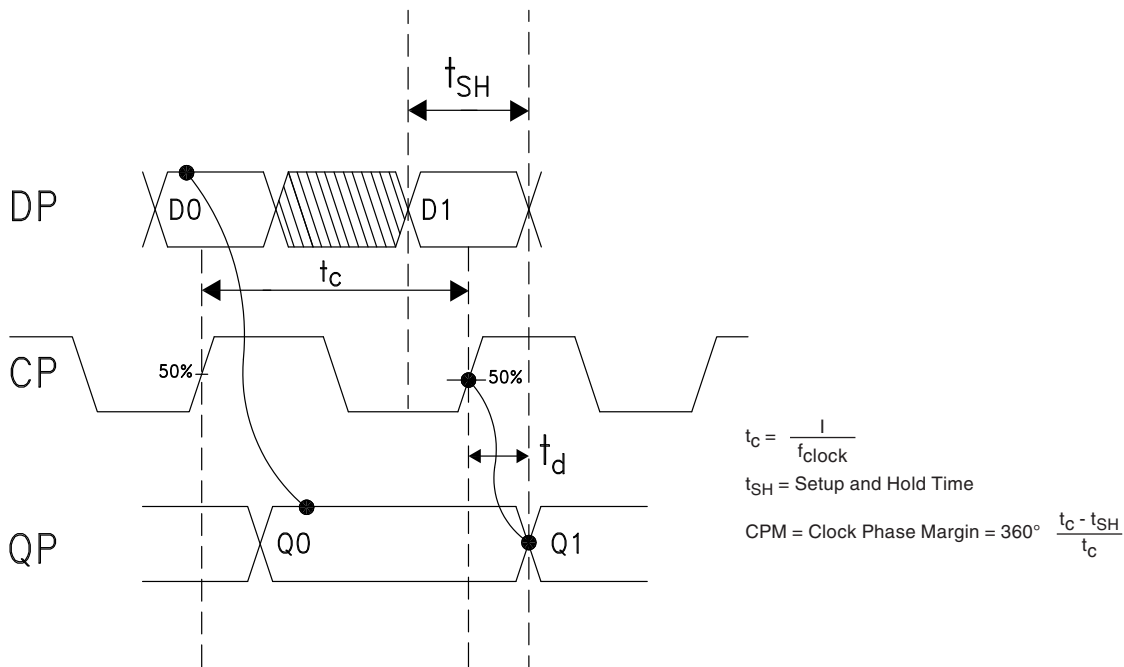 tSH
DP
D0
D1
tc
CP
50%
50%
tc = I / fclock
td
tSH = Setup and Hold Time
CPM = Clock Phase Margin = 360° tc - tSH / tc
QP
Q0
Q1